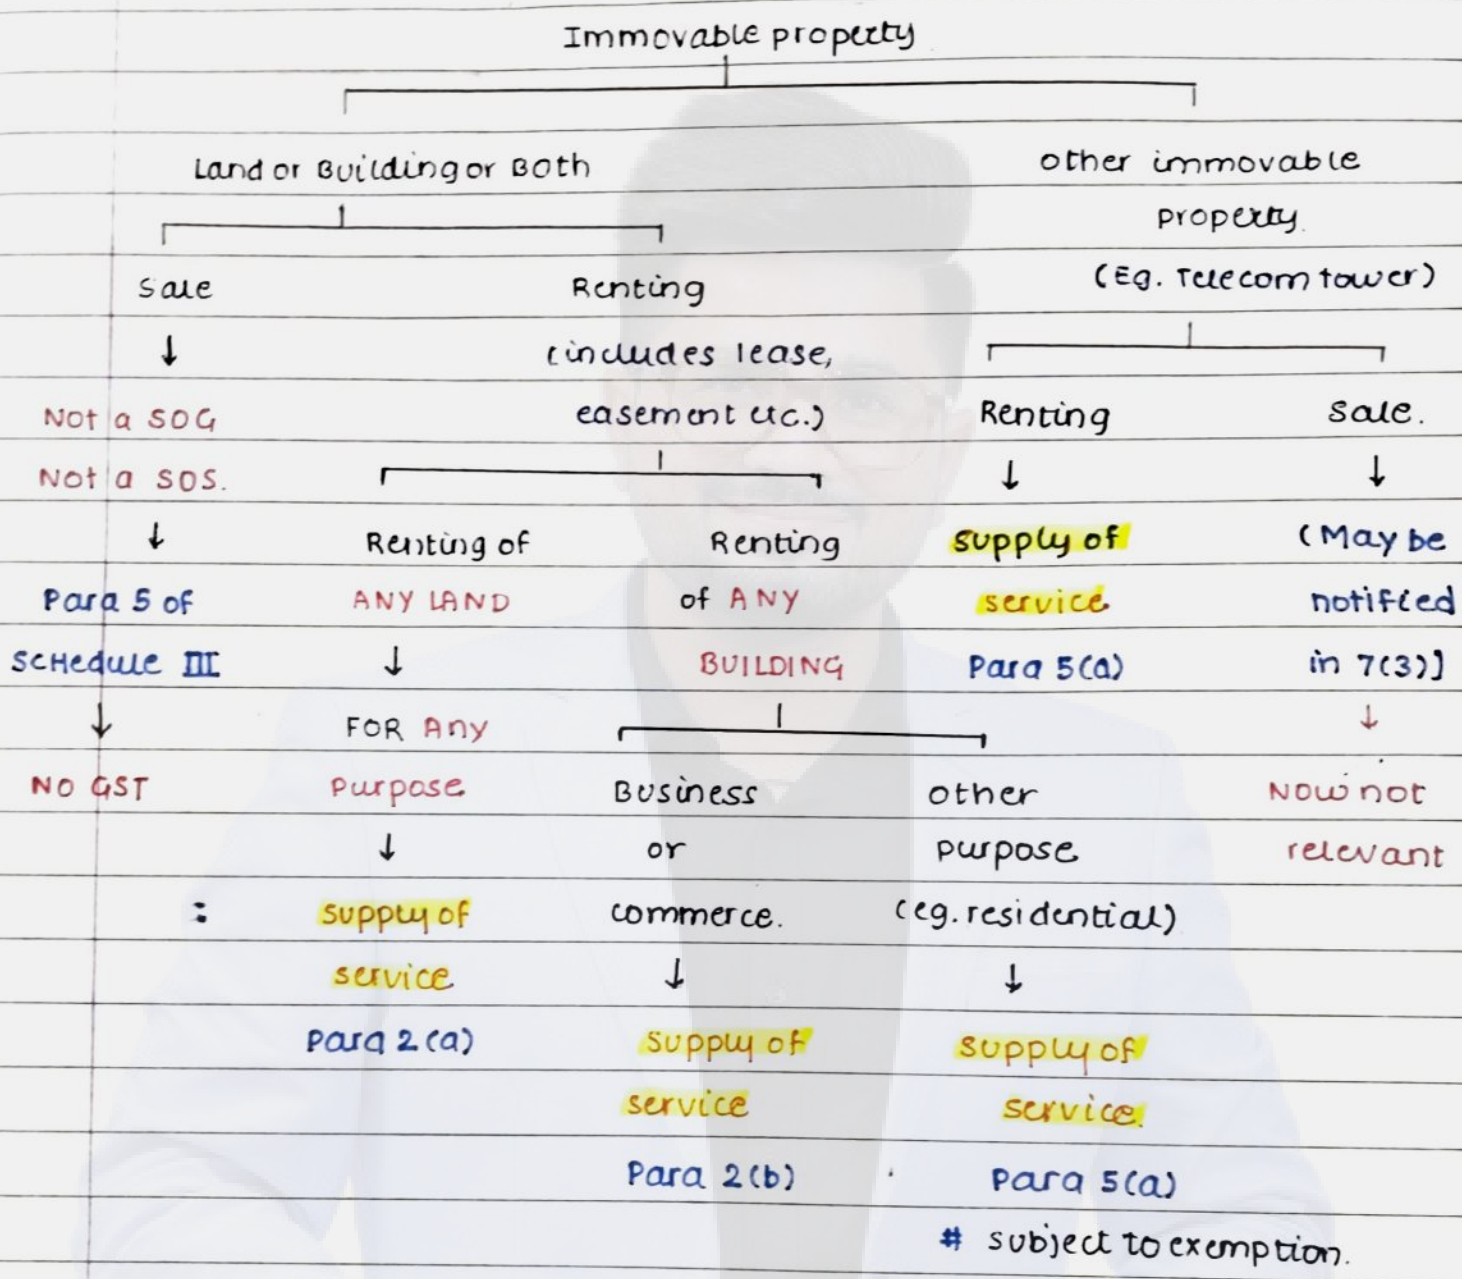 Immovable property
Land or Building or Both
other immovable
property.
(Eg. Telecom tower)
Sale
↓
Not a SOG
Not a SOS.
↓
Para 5 of
SCHedule III
↓
NO GST
Renting
(includes lease,
easement etc.)
Renting of
ANY LAND
↓
FOR Any
Purpose
↓
supply of
service
Para 2(a)
Renting
of ANY
BUILDING
Business
or
commerce.
↓
supply of
service
Para 2(b)
other
purpose
(eg. residential)
↓
supply of
service.
Para 5(a)
# subject to exemption.
Renting
↓
supply of
service
Para 5(a)
Sale.
↓
(May be
notified
in 7(3)]
↓
Now not
relevant